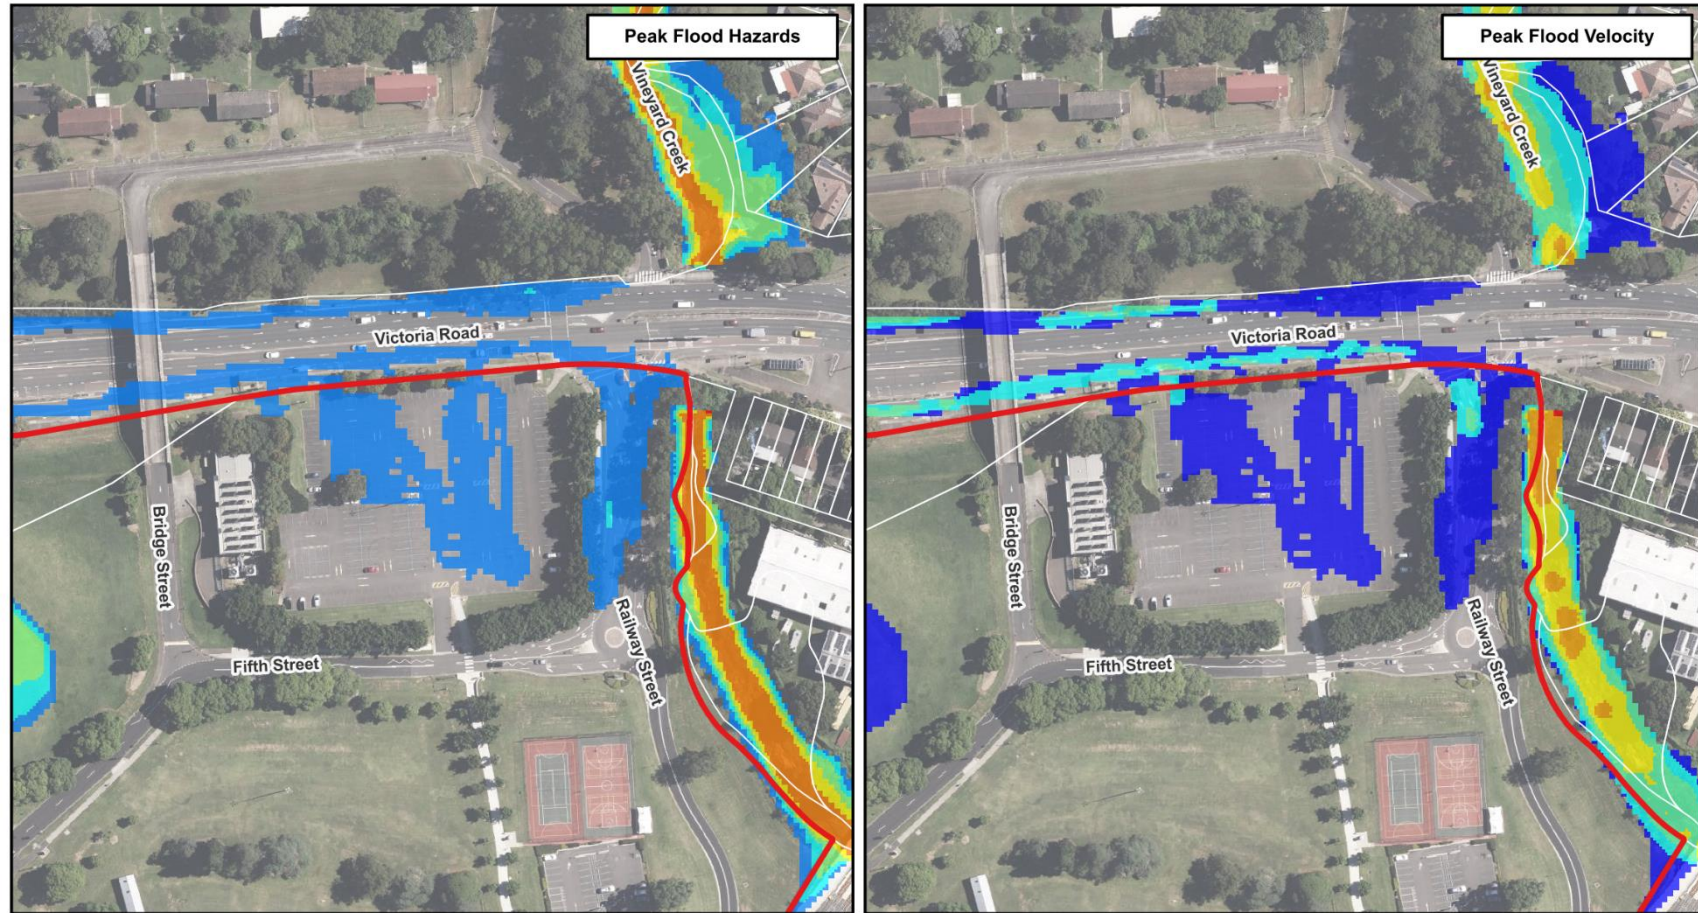 Peak Flood Hazards
Vineyard Creek
Victoria Road
Bridge Street
Fifth Street
Railway Street
Peak Flood Velocity
Vineyard Creek
Victoria Road
Bridge Street
Fifth Street
Railway Street